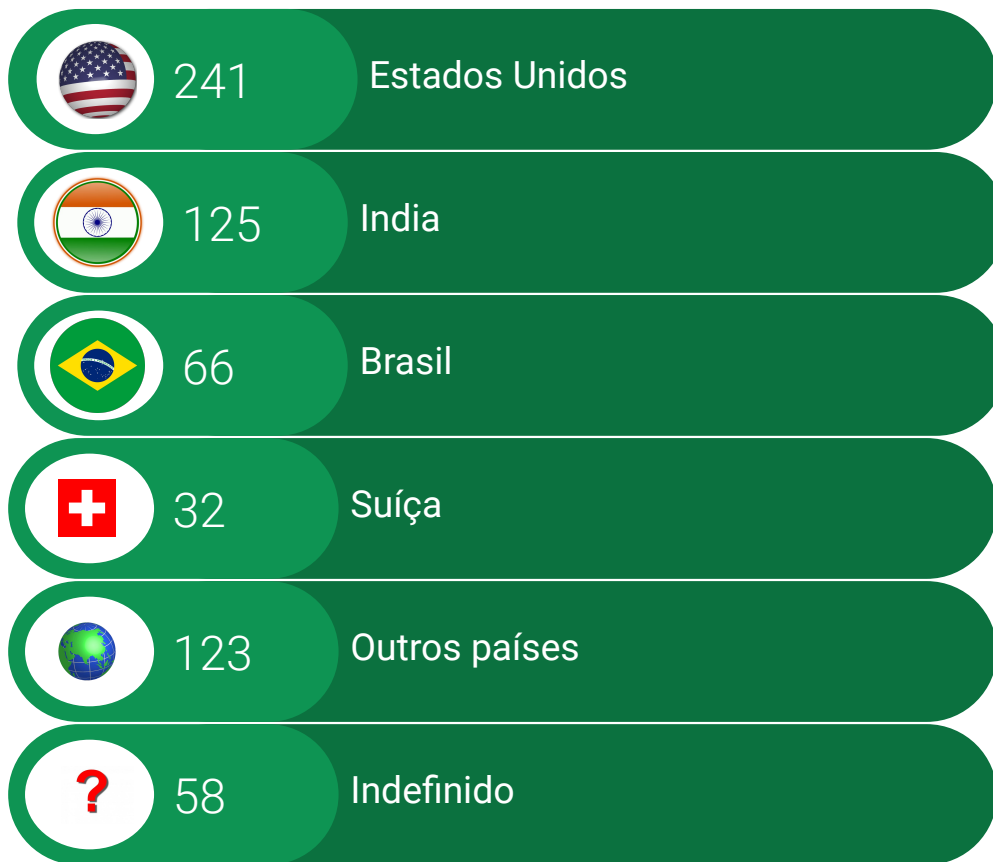 241 Estados Unidos
125 India
66 Brasil
32 Suíça
123 Outros países
? 58 Indefinido